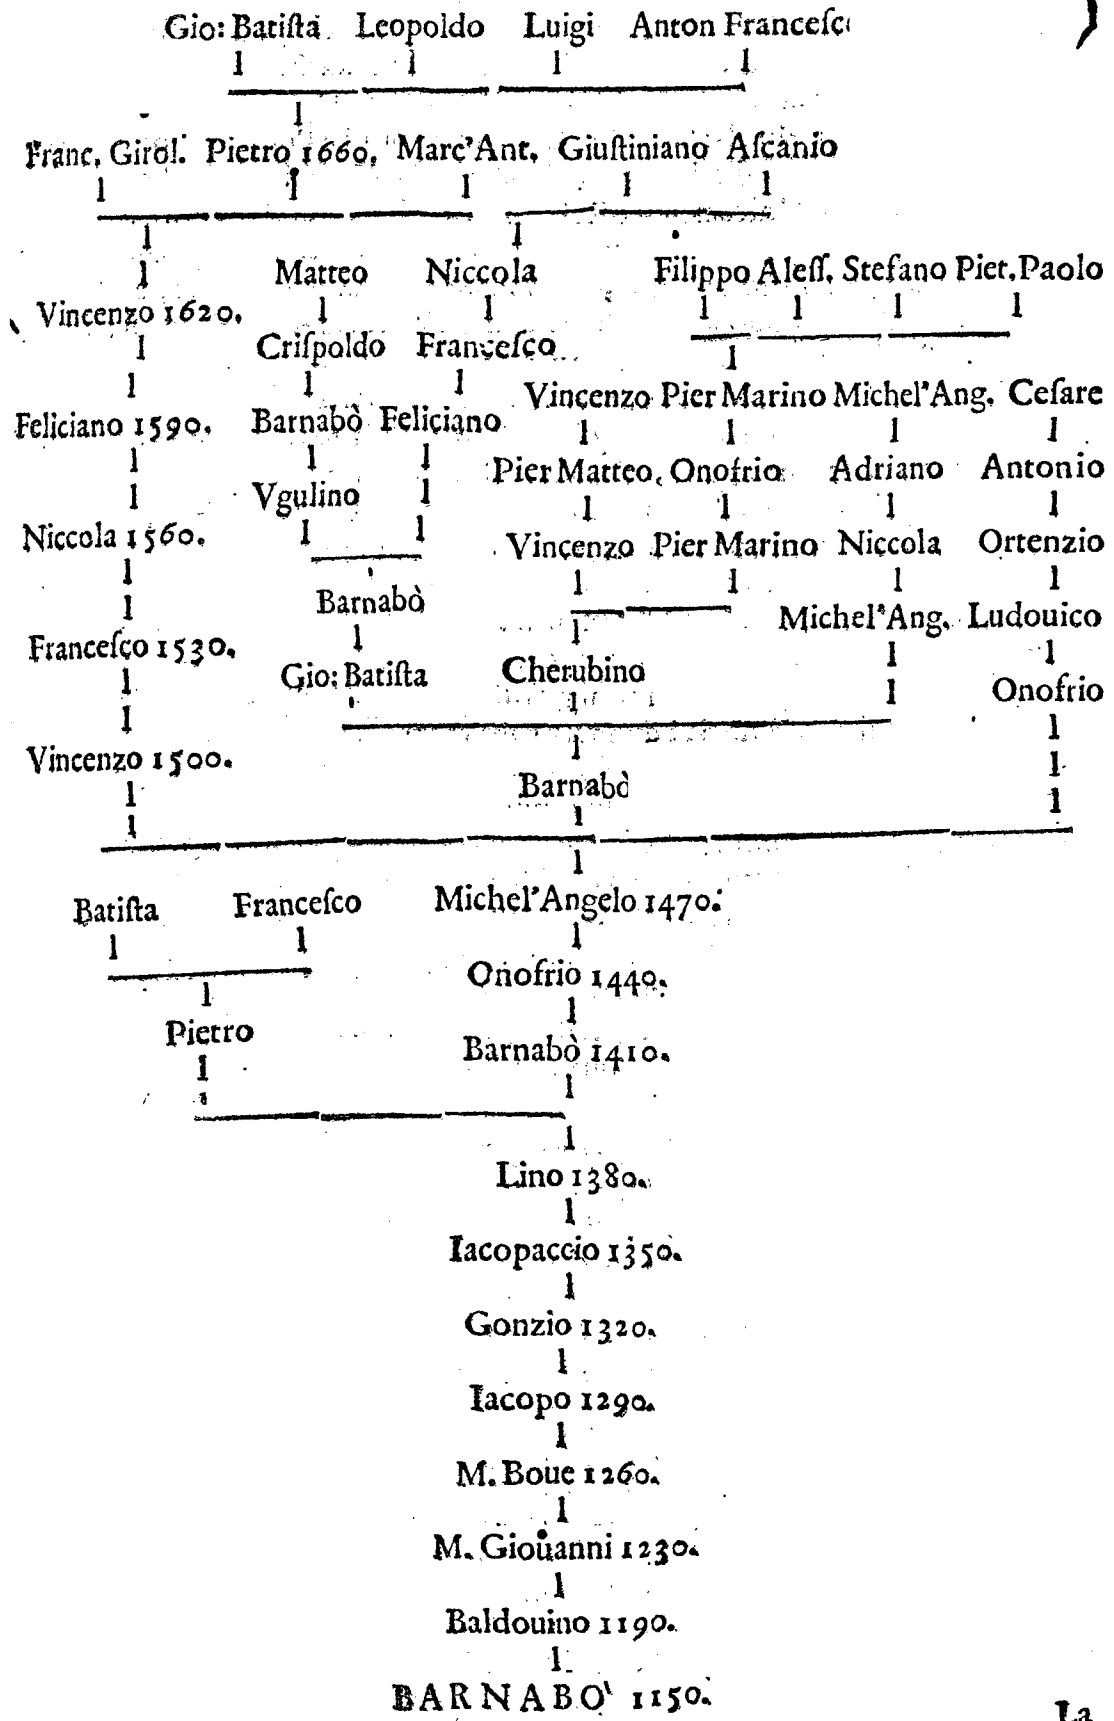 Gio: Batiſta Leopoldo Luigi Anton Franceſc
Franc. Girol. Pietro 1660. Marc'Ant. Giuſtiniano Aſcanio
Matteo Niccola Filippo Aleſſ. Stefano Piet. Paolo
Vincenzo 1620.
Criſpoldo Franceſco
Vincenzo Pier Marino Michel'Ang. Ceſare
Feliciano 1590. Barnabò Feliciano
Pier Matteo. Onofrio Adriano Antonio
Vgulino
Niccola 1560. Vincenzo Pier Marino Niccola Ortenzio
Barnabò
Michel'Ang. Ludouico
Franceſco 1530.
Gio: Batiſta Cherubino Onofrio
Vincenzo 1500.
Barnabò
Batiſta Franceſco Michel'Angelo 1470.
Onofrio 1440.
Pietro
Barnabò 1410.
Lino 1380.
Iacopaccio 1350.
Gonzio 1320.
Iacopo 1290.
M. Boue 1260.
M. Giouanni 1230.
Baldouino 1190.
BARNABO' 1150.
La